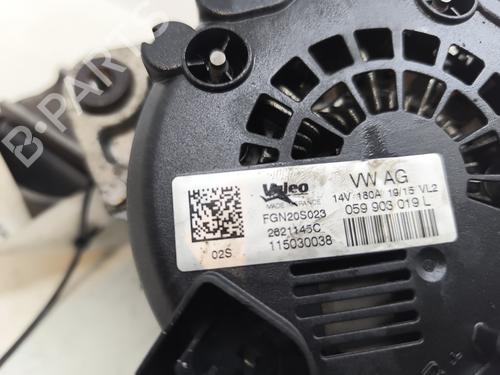 B-PARTS
Valeo
MADE IN FRANCE
FGN20S023
2621145C
115030038
02S
VW AG
14V 180A 19/15 VL2
059 903 019 L